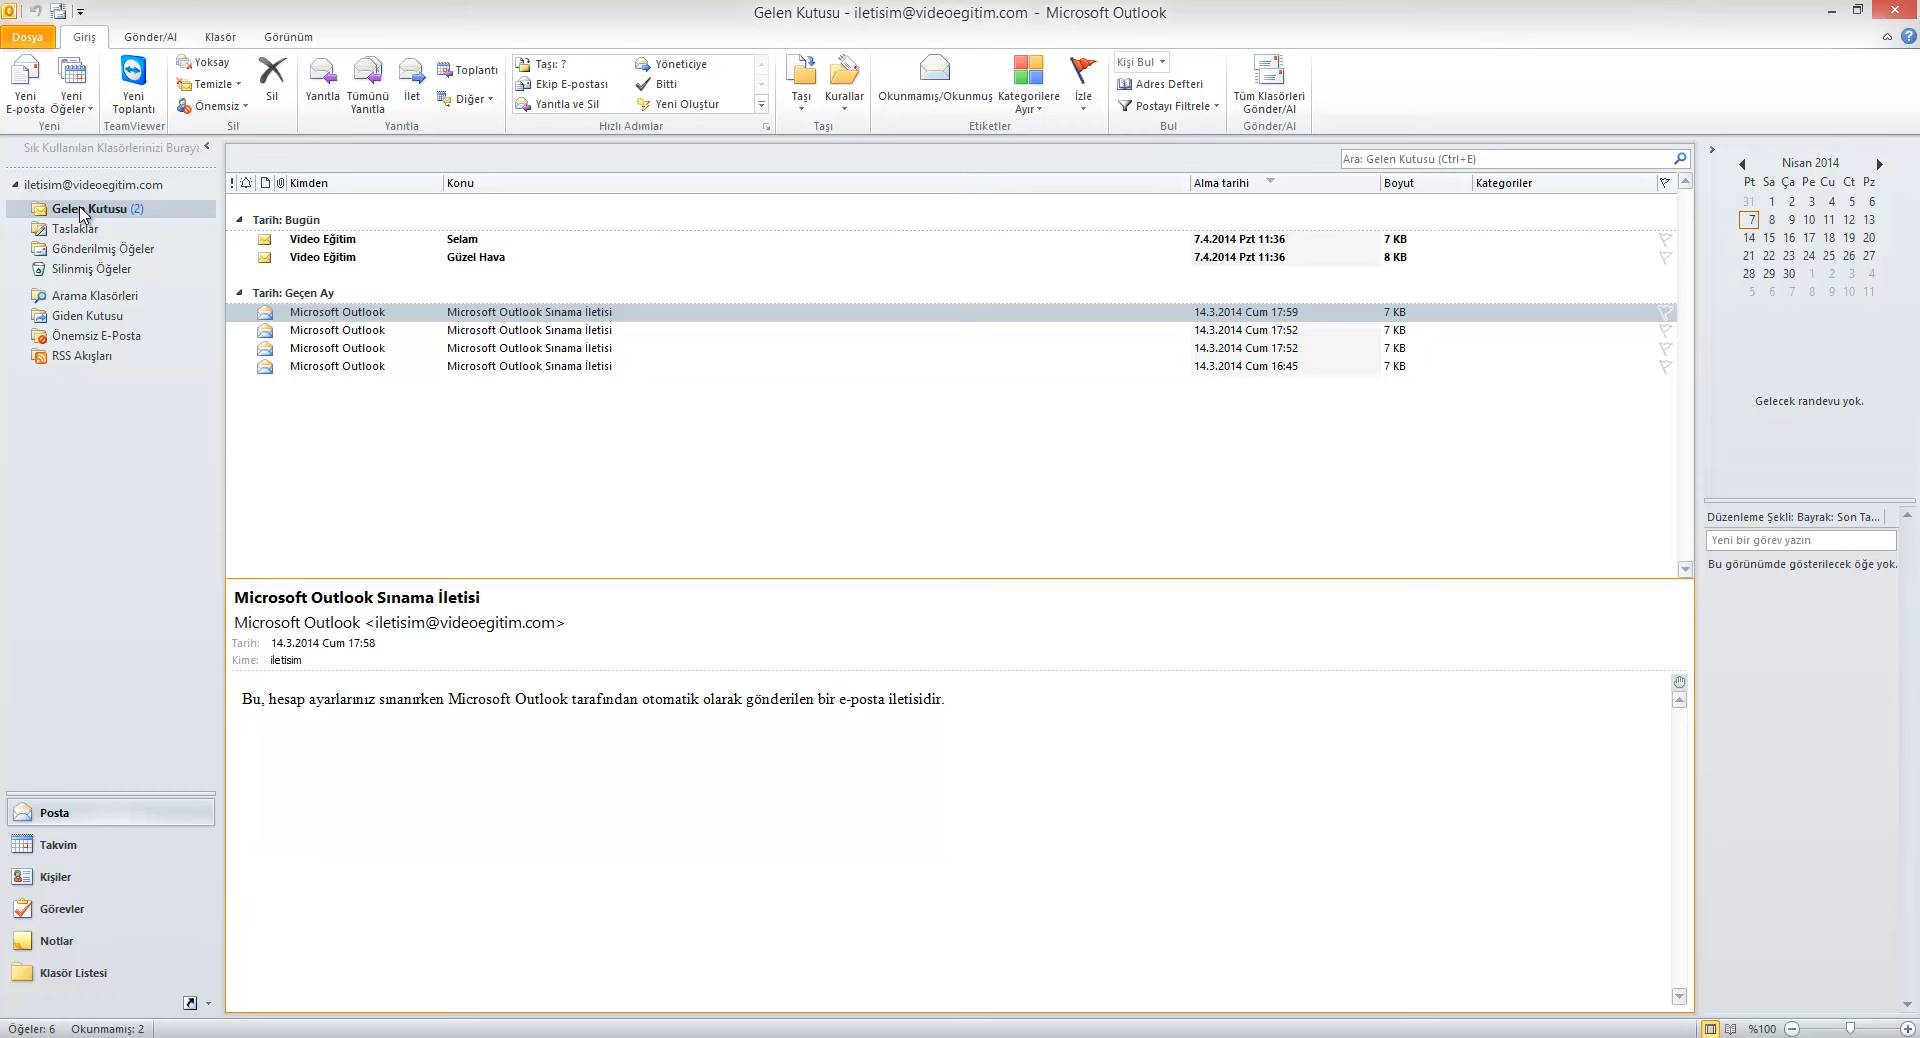 Gelen Kutusu - iletisim@videoegitim.com - Microsoft Outlook
Dosya Giriş Gönder/Al Klasör Görünüm
Yeni E-posta
Yeni Öğeler
Yeni
Yeni Toplantı
TeamViewer
Yoksay
Temizle
Önemsiz
Sil
Sil
Yanıtla
Tümünü Yanıtla
İlet
Toplantı
Diğer
Yanıtla
Taşı: ?
Ekip E-postası
Yanıtla ve Sil
Yöneticiye
Bitti
Yeni Oluştur
Hızlı Adımlar
Taşı
Kurallar
Taşı
Okunmamış/Okunmuş
Kategorilere Ayır
İzle
Etiketler
Kişi Bul
Adres Defteri
Postayı Filtrele
Bul
Tüm Klasörleri Gönder/Al
Gönder/Al
Sık Kullanılan Klasörlerinizi Buraya
iletisim@videoegitim.com
Gelen Kutusu (2)
Taslaklar
Gönderilmiş Öğeler
Silinmiş Öğeler
Arama Klasörleri
Giden Kutusu
Önemsiz E-Posta
RSS Akışları
Posta
Takvim
Kişiler
Görevler
Notlar
Klasör Listesi
Ara: Gelen Kutusu (Ctrl+E)
Kimden Konu Alma tarihi Boyut Kategoriler
Tarih: Bugün
Video Eğitim Selam 7.4.2014 Pzt 11:36 7 KB
Video Eğitim Güzel Hava 7.4.2014 Pzt 11:36 8 KB
Tarih: Geçen Ay
Microsoft Outlook Microsoft Outlook Sınama İletisi 14.3.2014 Cum 17:59 7 KB
Microsoft Outlook Microsoft Outlook Sınama İletisi 14.3.2014 Cum 17:52 7 KB
Microsoft Outlook Microsoft Outlook Sınama İletisi 14.3.2014 Cum 17:52 7 KB
Microsoft Outlook Microsoft Outlook Sınama İletisi 14.3.2014 Cum 16:45 7 KB
Microsoft Outlook Sınama İletisi
Microsoft Outlook <iletisim@videoegitim.com>
Tarih: 14.3.2014 Cum 17:58
Kime: iletisim
Bu, hesap ayarlarınız sınanırken Microsoft Outlook tarafından otomatik olarak gönderilen bir e-posta iletisidir.
Nisan 2014
Pt Sa Ça Pe Cu Ct Pz
31 1 2 3 4 5 6
7 8 9 10 11 12 13
14 15 16 17 18 19 20
21 22 23 24 25 26 27
28 29 30 1 2 3 4
5 6 7 8 9 10 11
Gelecek randevu yok.
Düzenleme Şekli: Bayrak: Son Ta...
Yeni bir görev yazın
Bu görünümde gösterilecek öğe yok.
Öğeler: 6 Okunmamış: 2
%100